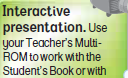 Interactive
presentation. Use
your Teacher's Multi-
ROM to work with the
Student's Book or with